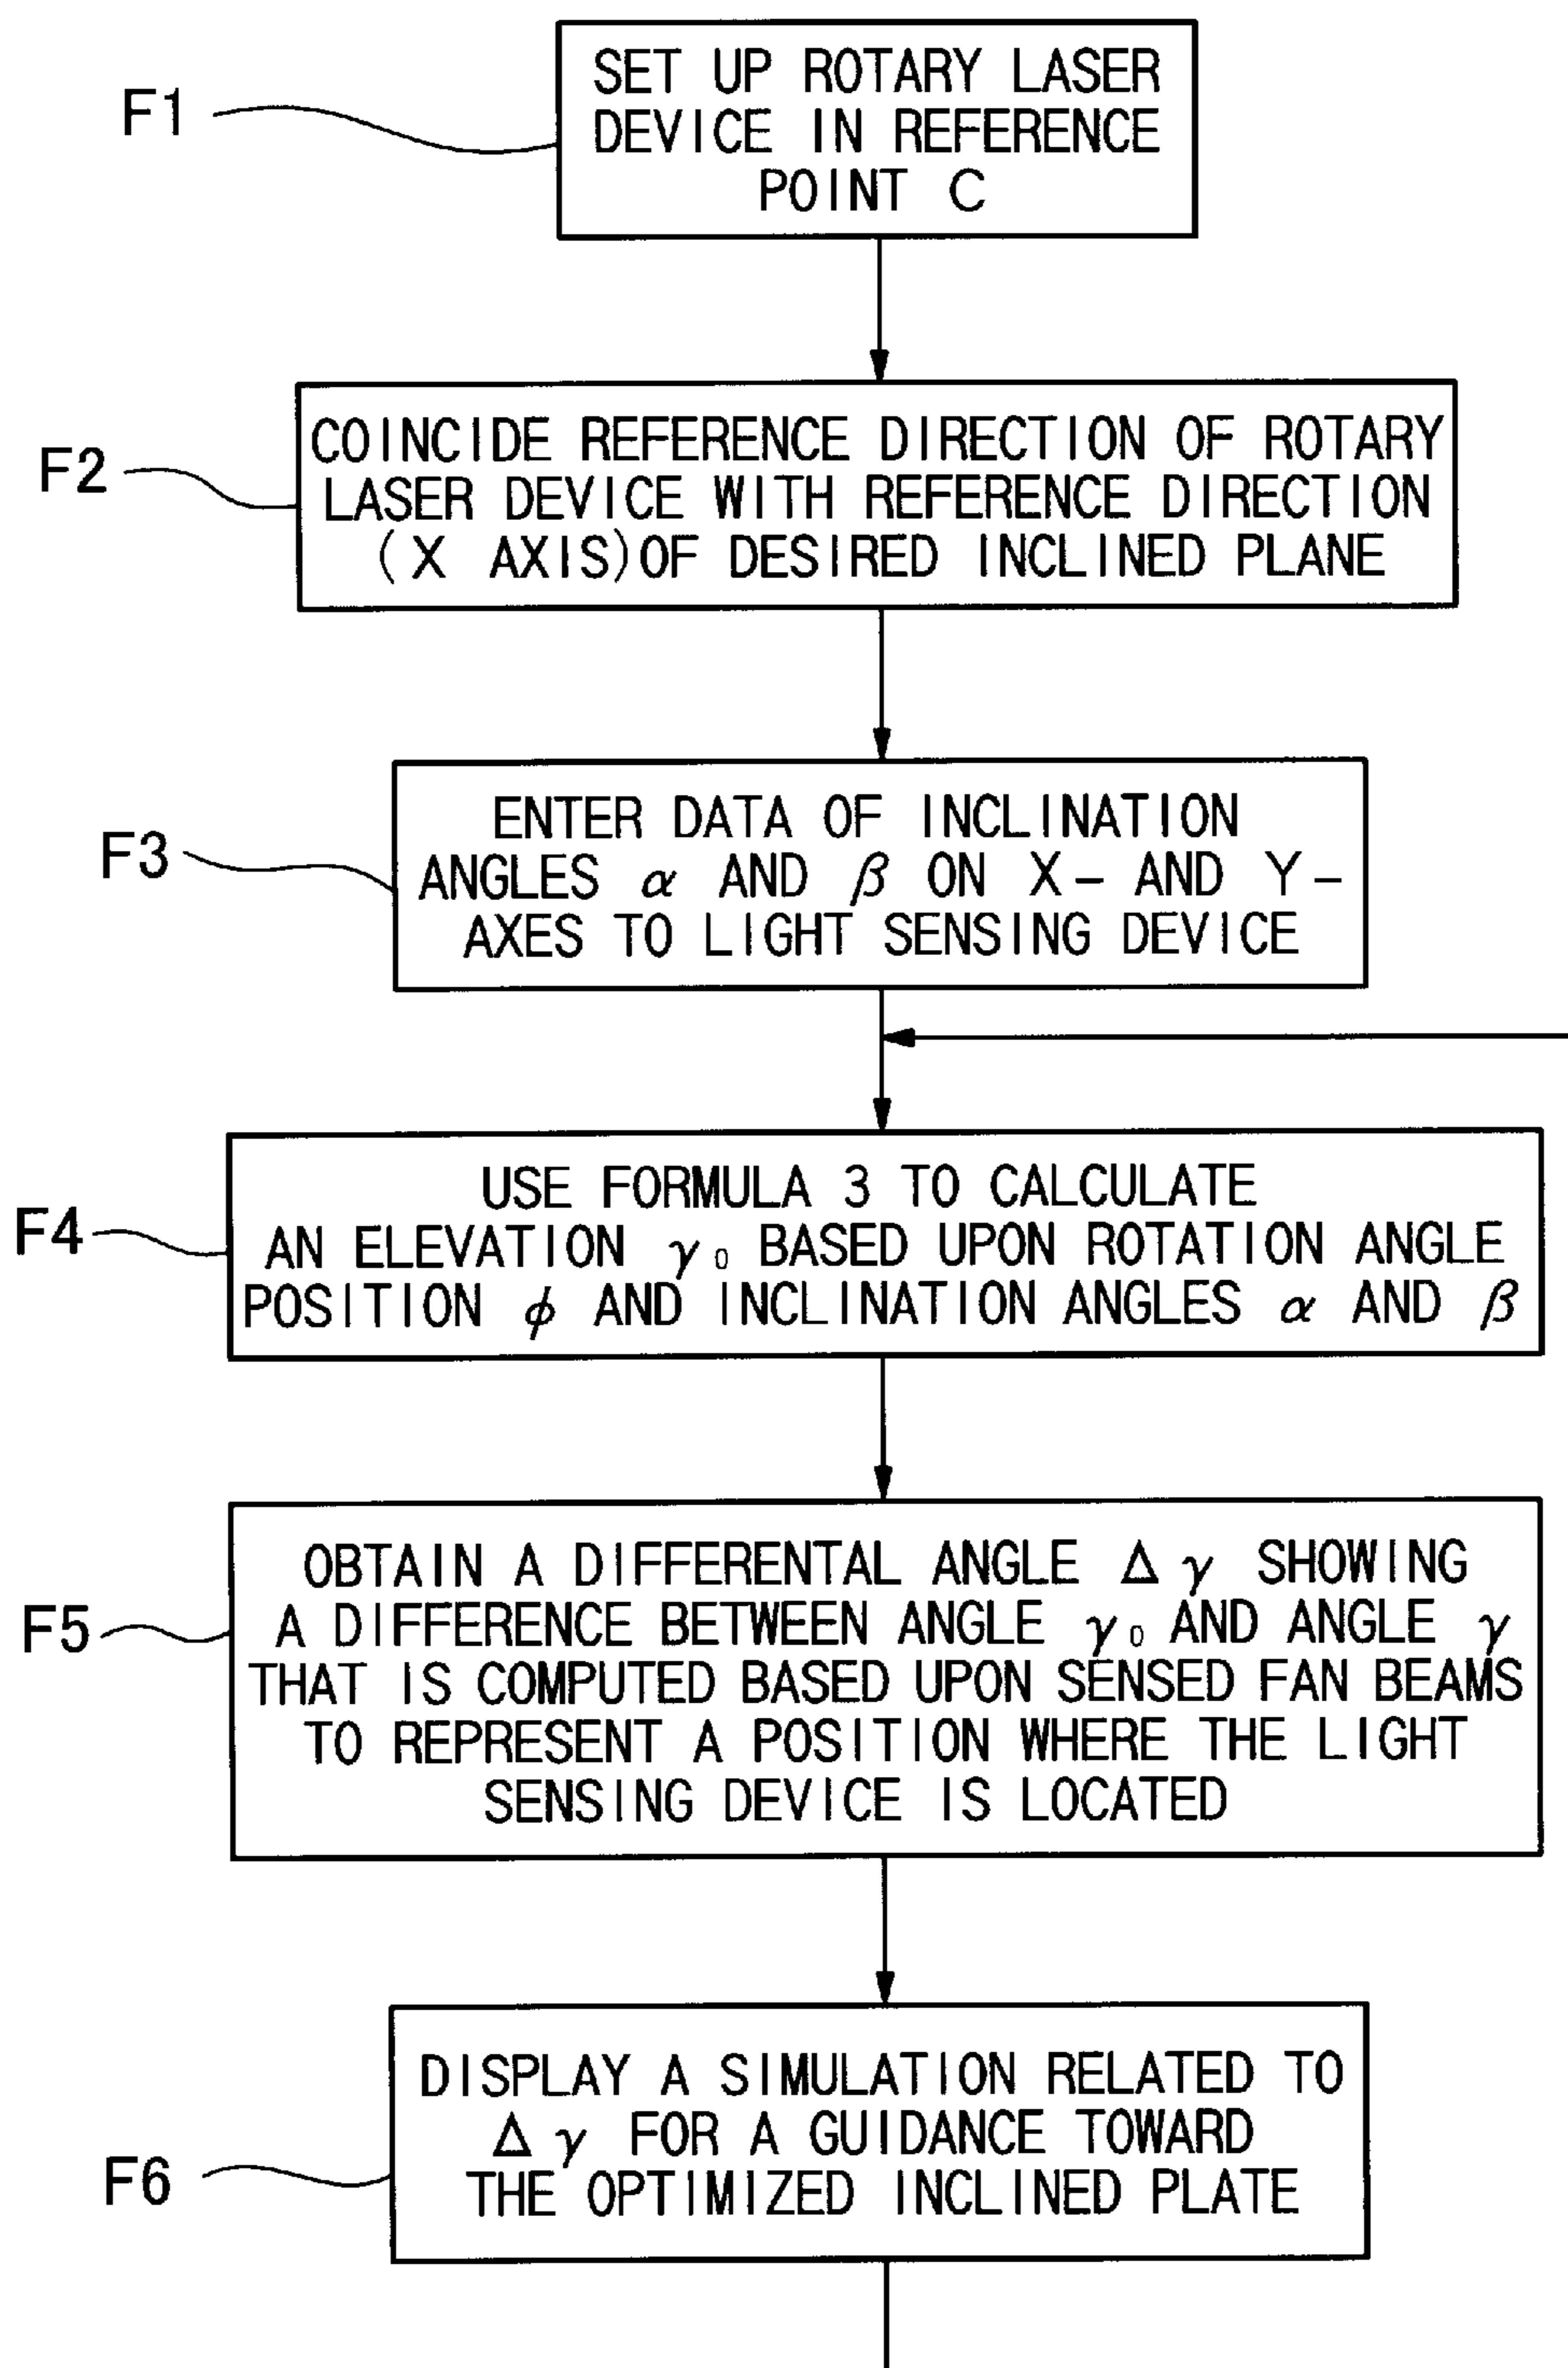 F1
SET UP ROTARY LASER
DEVICE IN REFERENCE
POINT C
F2
COINCIDE REFERENCE DIRECTION OF ROTARY
LASER DEVICE WITH REFERENCE DIRECTION
(X AXIS) OF DESIRED INCLINED PLANE
F3
ENTER DATA OF INCLINATION
ANGLES α AND β ON X- AND Y-
AXES TO LIGHT SENSING DEVICE
F4
USE FORMULA 3 TO CALCULATE
AN ELEVATION γ₀ BASED UPON ROTATION ANGLE
POSITION φ AND INCLINATION ANGLES α AND β
F5
OBTAIN A DIFFERENTAL ANGLE Δγ SHOWING
A DIFFERENCE BETWEEN ANGLE γ₀ AND ANGLE γ
THAT IS COMPUTED BASED UPON SENSED FAN BEAMS
TO REPRESENT A POSITION WHERE THE LIGHT
SENSING DEVICE IS LOCATED
F6
DISPLAY A SIMULATION RELATED TO
Δγ FOR A GUIDANCE TOWARD
THE OPTIMIZED INCLINED PLATE